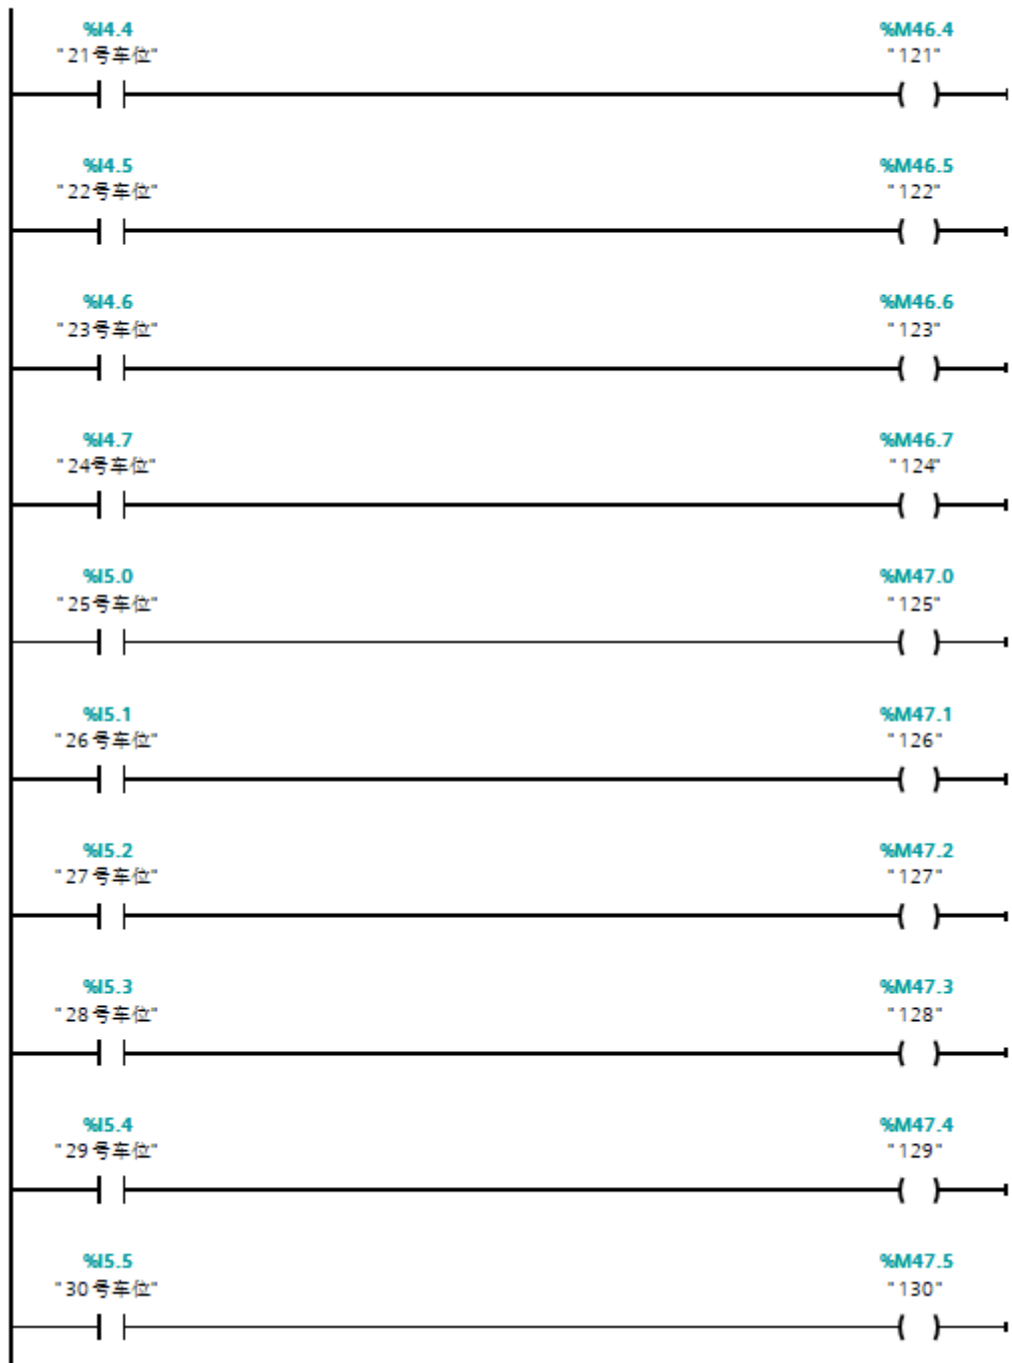 %I4.4 %M46.4
"21号车位" "121"
%I4.5 %M46.5
"22号车位" "122"
%I4.6 %M46.6
"23号车位" "123"
%I4.7 %M46.7
"24号车位" "124"
%I5.0 %M47.0
"25号车位" "125"
%I5.1 %M47.1
"26号车位" "126"
%I5.2 %M47.2
"27号车位" "127"
%I5.3 %M47.3
"28号车位" "128"
%I5.4 %M47.4
"29号车位" "129"
%I5.5 %M47.5
"30号车位" "130"